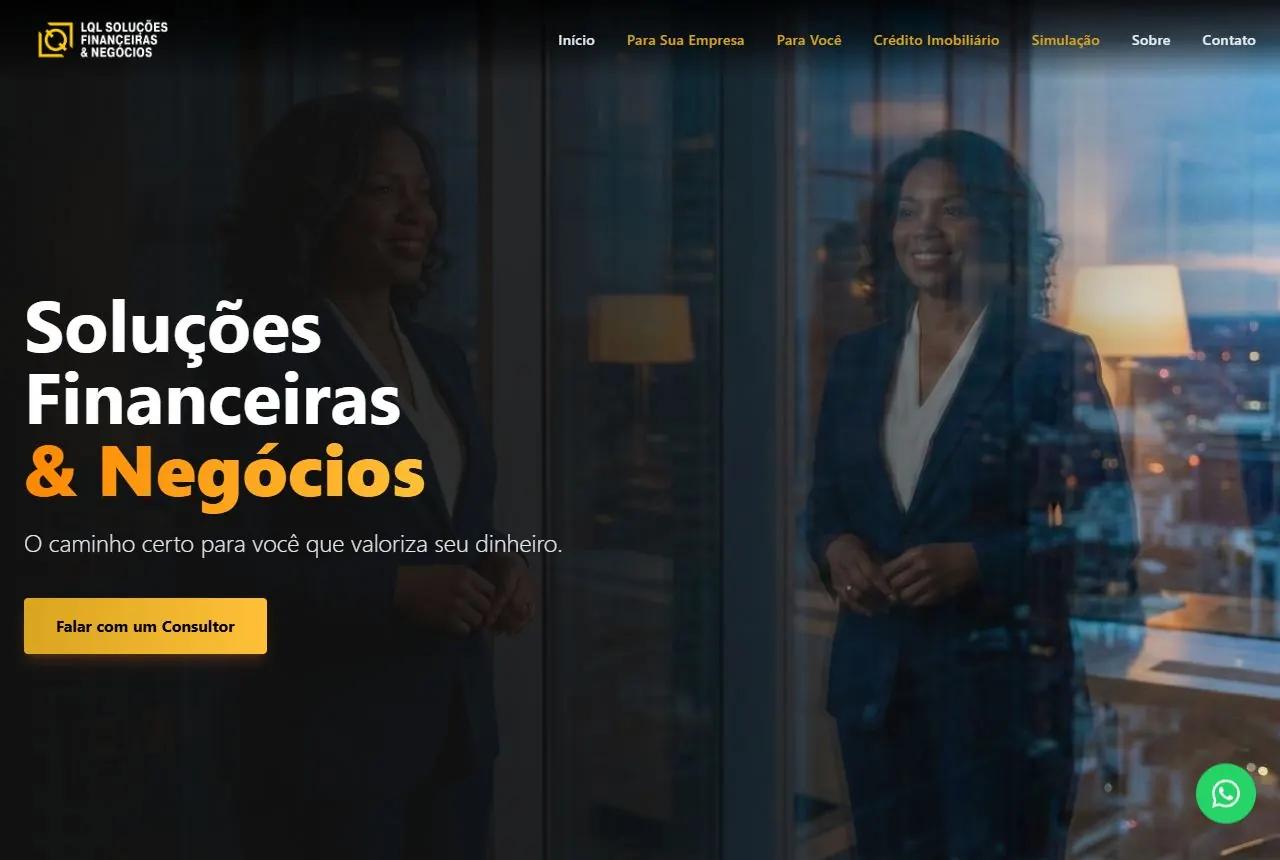 LQL SOLUÇÕES
FINANCEIRAS
& NEGÓCIOS
Início
Para Sua Empresa
Para Você
Crédito Imobiliário
Simulação
Sobre
Contato
Soluções
Financeiras
& Negócios
O caminho certo para você que valoriza seu dinheiro.
Falar com um Consultor